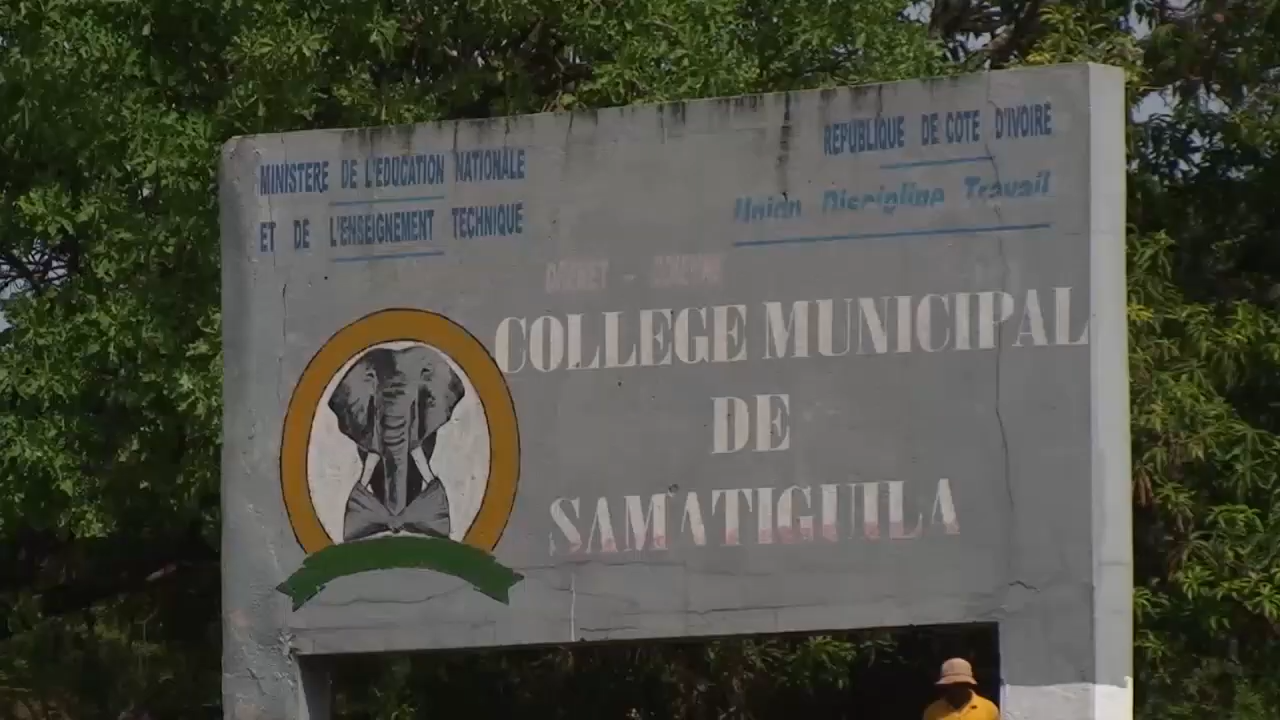 MINISTERE DE L'EDUCATION NATIONALE
ET DE L'ENSEIGNEMENT TECHNIQUE
REPUBLIQUE DE COTE D'IVOIRE
Union Discipline Travail
COLLEGE MUNICIPAL
DE
SAMATIGUILA